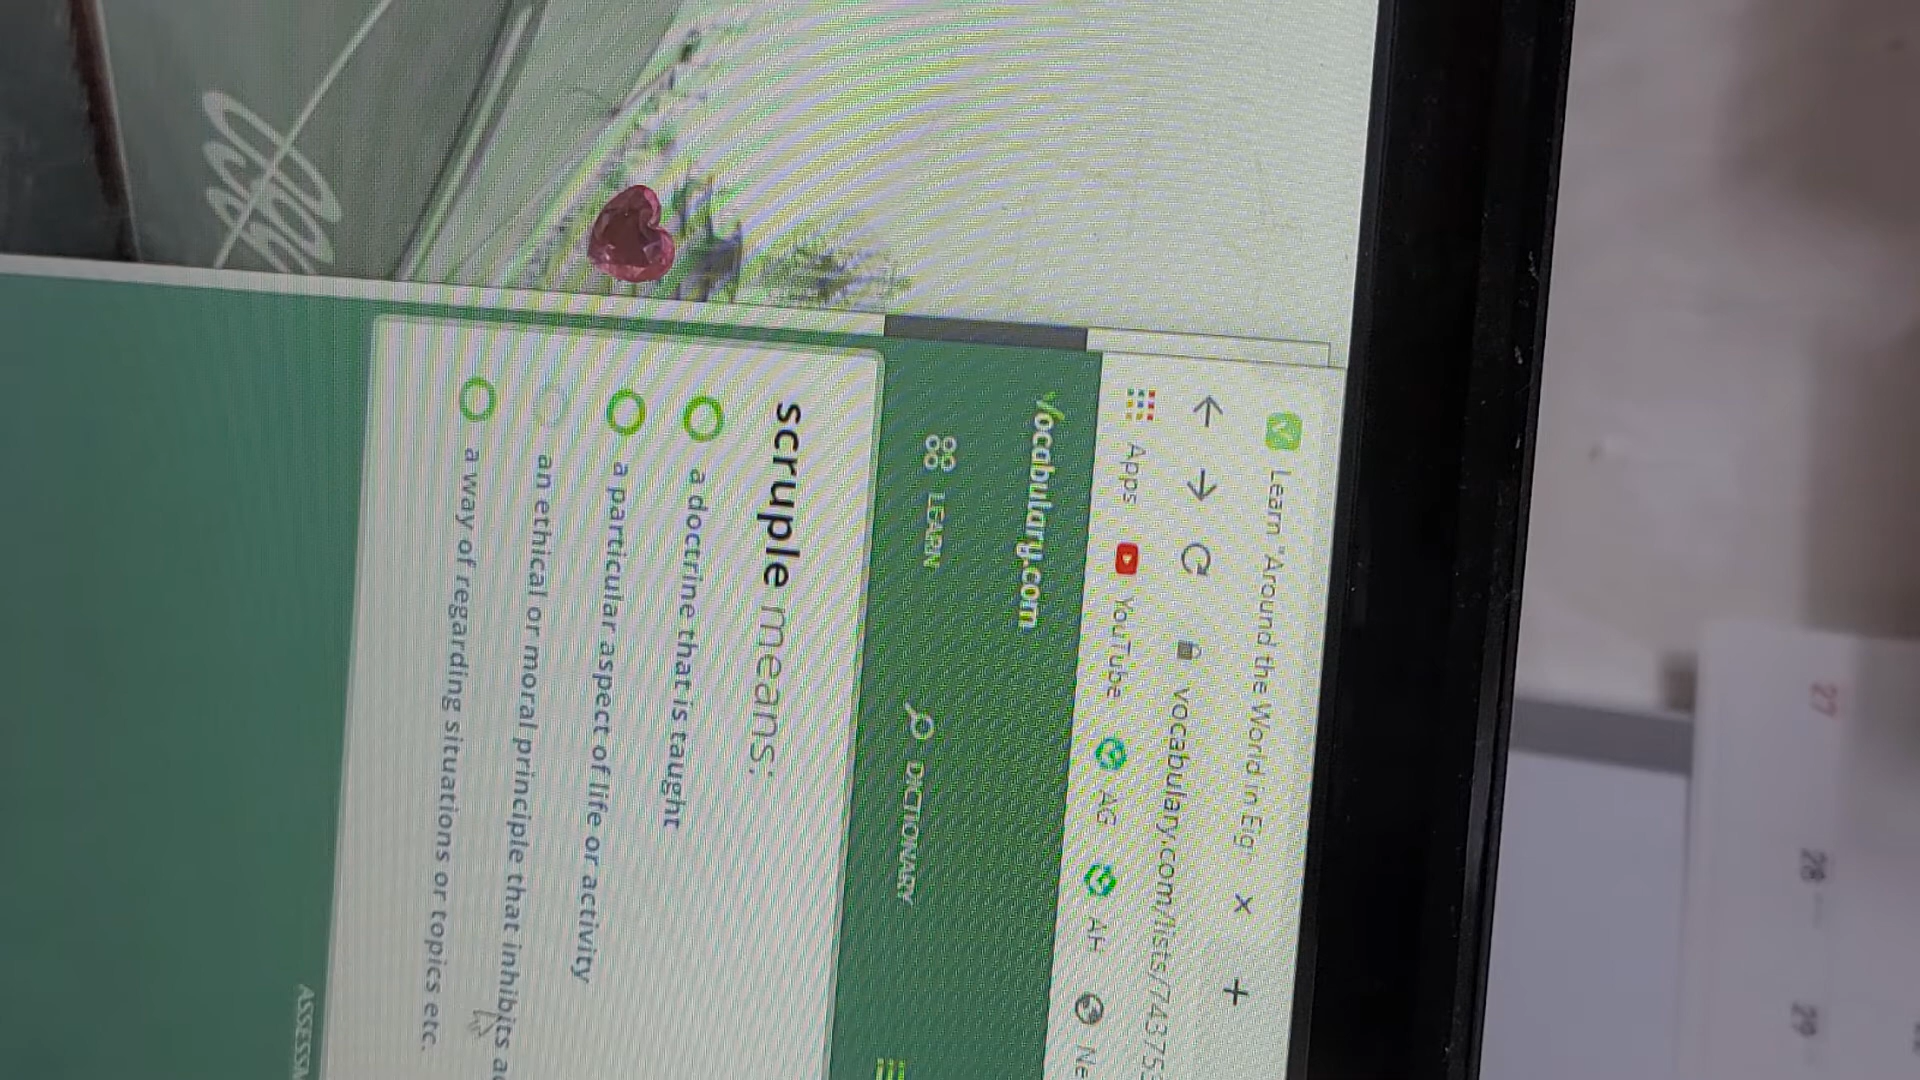 Learn "Around the World in Eig
vocabulary.com/lists/743753
Apps YouTube AG AH Ne
Vocabulary.com
LEARN DICTIONARY
scruple means:
a doctrine that is taught
a particular aspect of life or activity
an ethical or moral principle that inhibits
a way of regarding situations or topics etc.
27 28 29